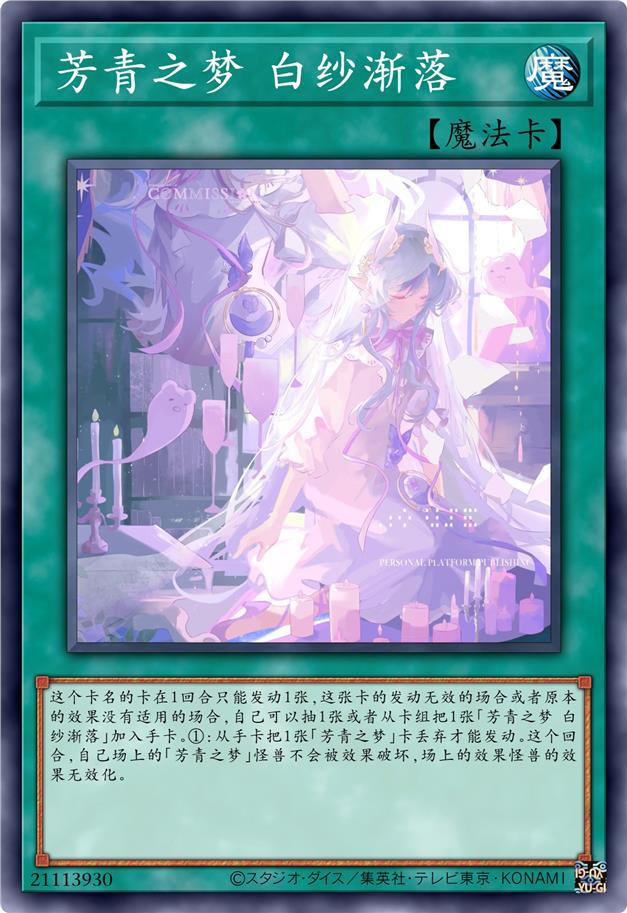 芳青之梦 白纱渐落
魔
【魔法卡】
COMMISSI
PERSONAL PLATFORM PUBLISHING
这个卡名的卡在1回合只能发动1张,这张卡的发动无效的场合或者原本
的效果没有适用的场合,自己可以抽1张或者从卡组把1张「芳青之梦 白
纱渐落」加入手卡。①:从手卡把1张「芳青之梦」卡丢弃才能发动。这个回
合,自己场上的「芳青之梦」怪兽不会被效果破坏,场上的效果怪兽的效
果无效化。
21113930
©スタジオ·ダイス/集英社·テレビ東京·KONAMI